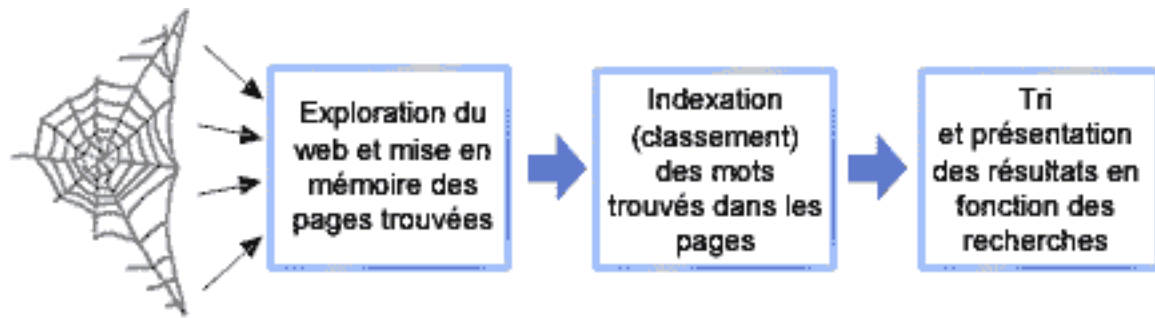 Exploration du
web et mise en
mémoire des
pages trouvées
Indexation
(classement)
des mots
trouvés dans les
pages
Tri
et présentation
des résultats en
fonction des
recherches